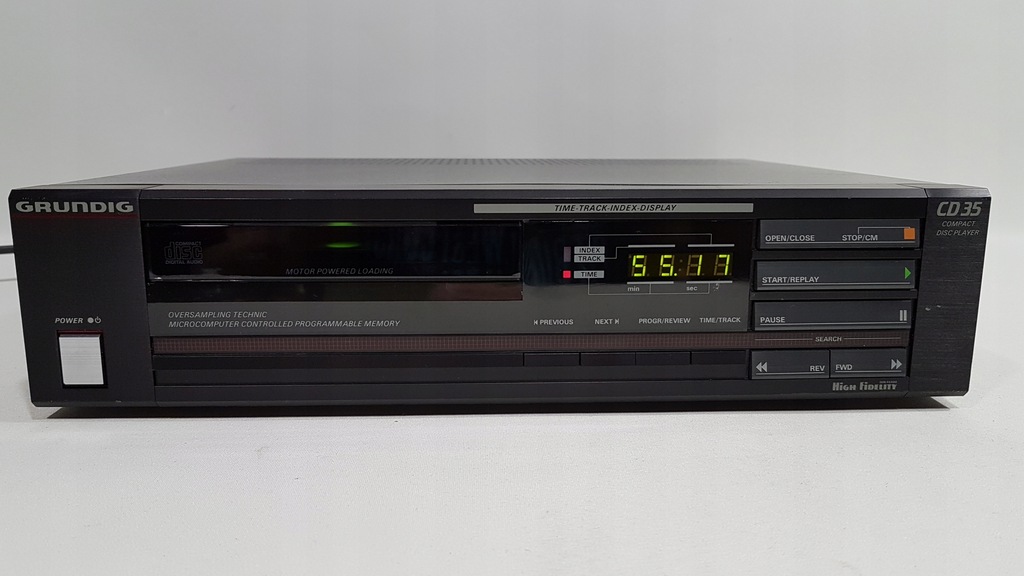 GRUNDIG
TIME-TRACK-INDEX-DISPLAY
CD 35
COMPACT
DISC PLAYER
COMPACT
disc
DIGITAL AUDIO
MOTOR POWERED LOADING
INDEX
TRACK
TIME
55:17
min sec
OPEN/CLOSE STOP/CM
START/REPLAY
PAUSE
OVERSAMPLING TECHNIC
MICROCOMPUTER CONTROLLED PROGRAMMABLE MEMORY
PREVIOUS NEXT PROGR/REVIEW TIME/TRACK
POWER
SEARCH
REV FWD
HIGH FIDELITY